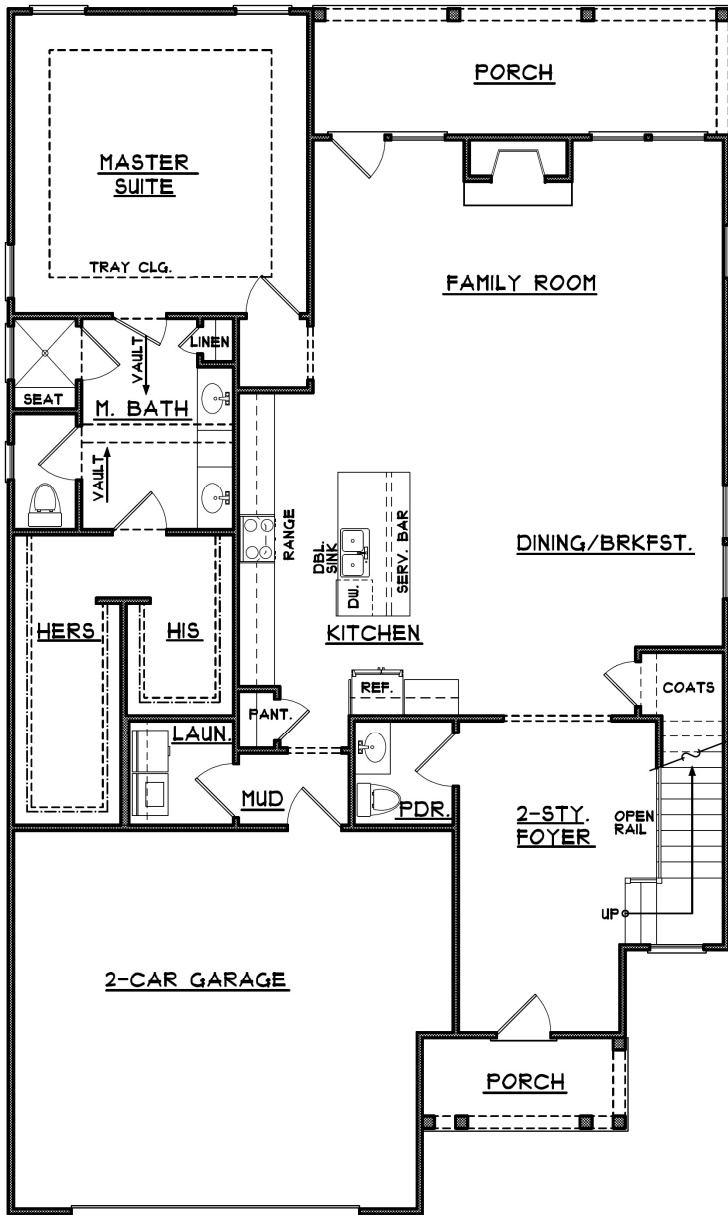 PORCH
MASTER
SUITE
TRAY CLG.
FAMILY ROOM
LINEN
VAULT
SEAT
M. BATH
VAULT
RANGE
DBL.
SINK
SERV. BAR
DW.
DINING/BRKFST.
HERS
HIS
KITCHEN
REF.
COATS
PANT.
LAUN.
MUD
PDR.
2-STY.
FOYER
OPEN
RAIL
UP
2-CAR GARAGE
PORCH